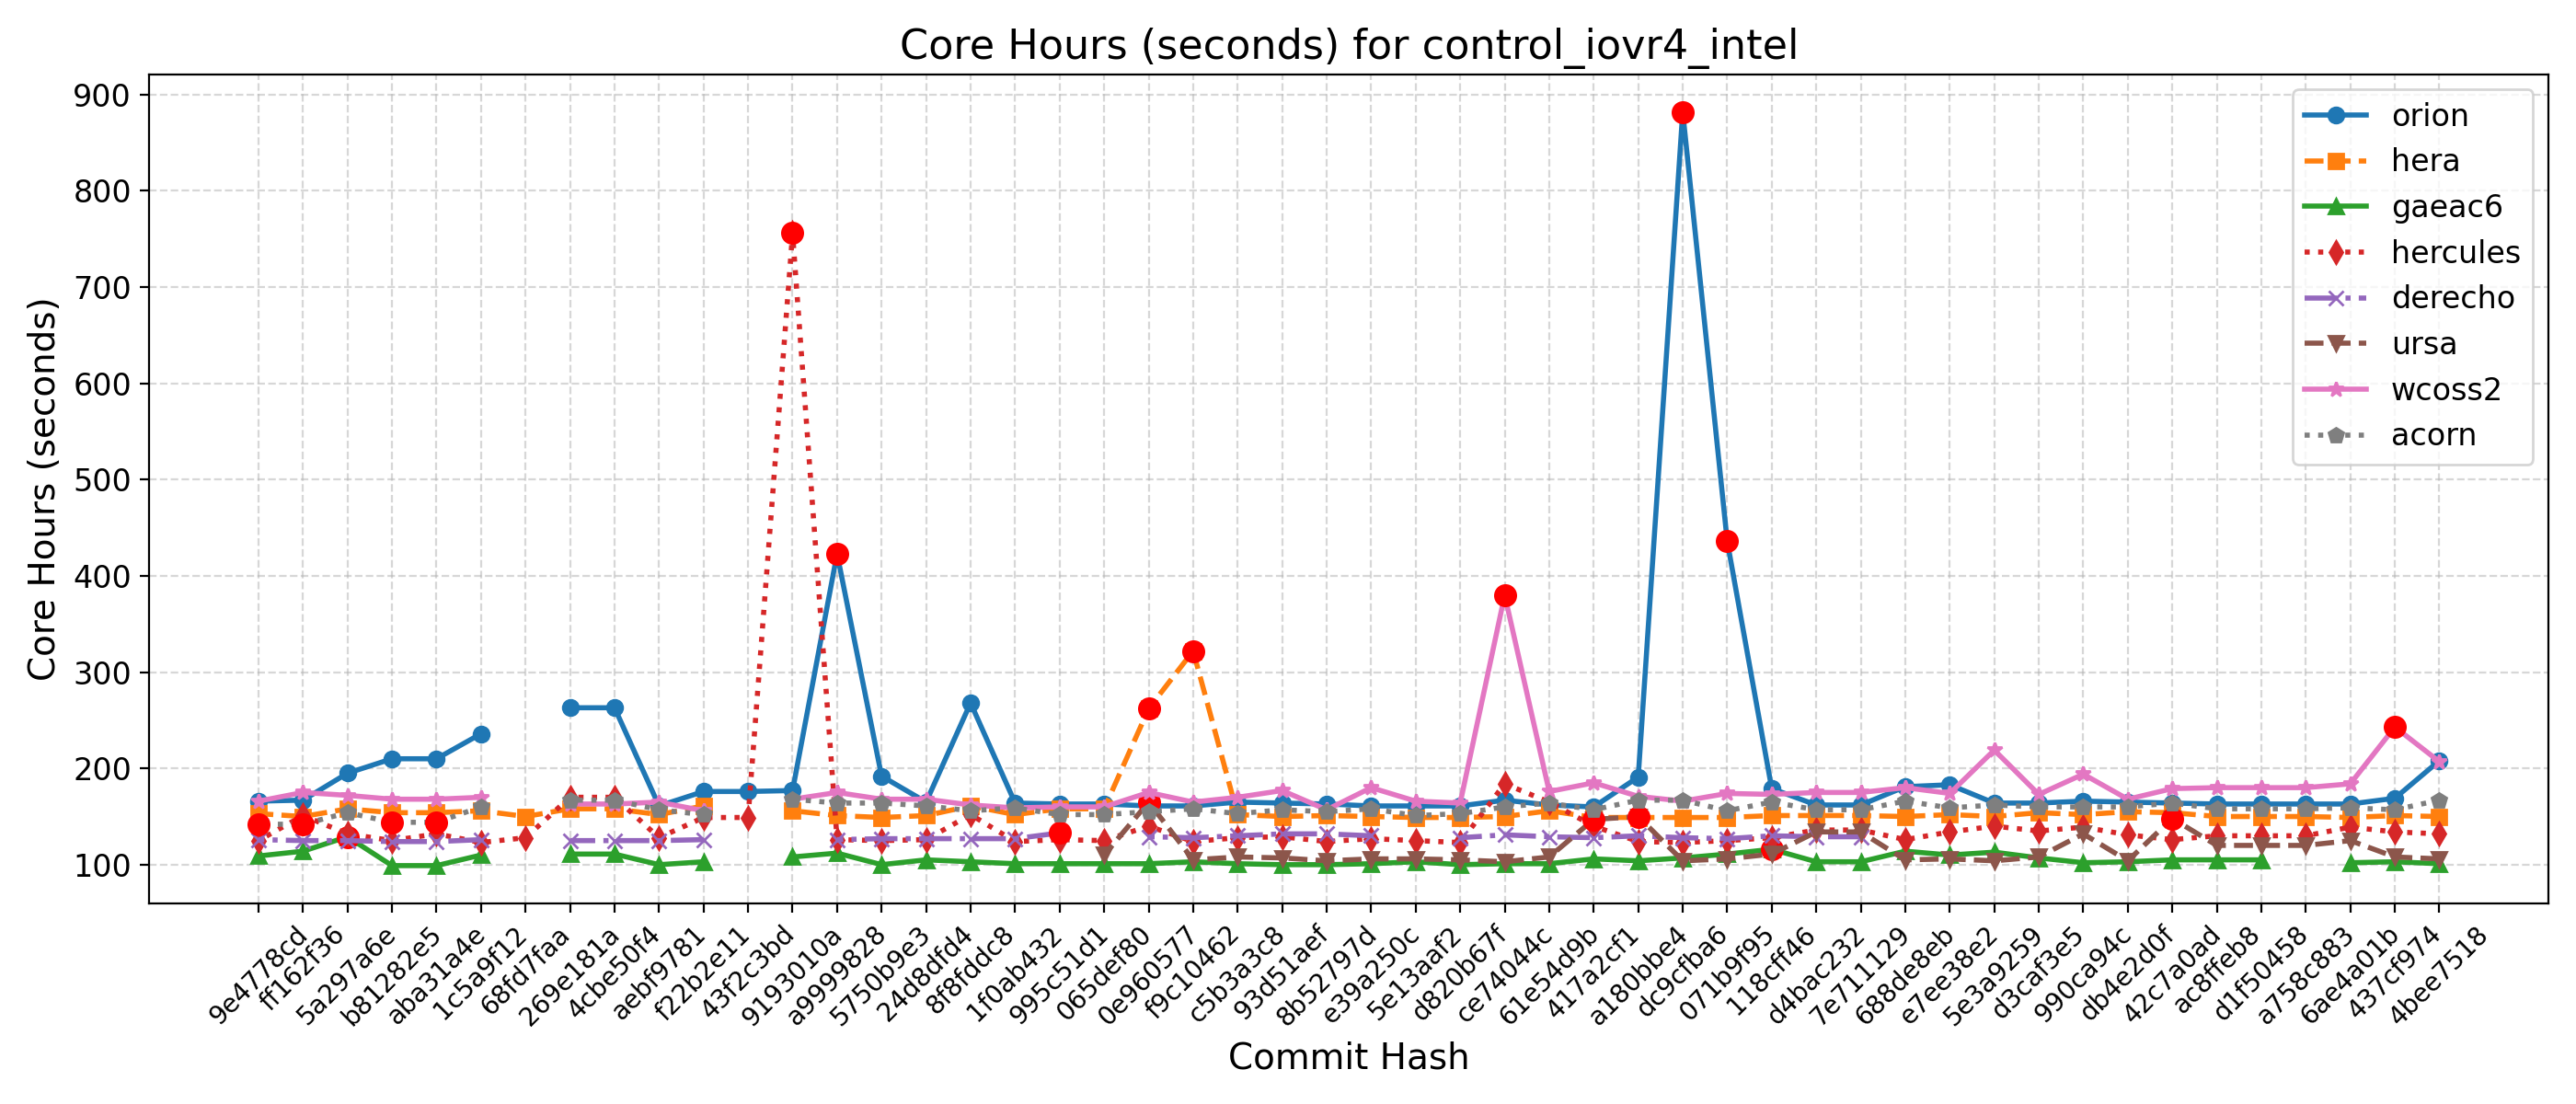 Core Hours (seconds) for control_iovr4_intel
Core Hours (seconds)
900
800
700
600
500
400
300
200
100
orion
hera
gaeac6
hercules
derecho
ursa
wcoss2
acorn
9e4778cd
ff162f36
5a297a6e
b81282e5
aba31a4e
1c5a9f12
68fd7faa
269e181a
4cbe50f4
aebf9781
f22b2e11
43f2c3bd
9193010a
a9999828
5750b9e3
24d8dfd4
8f8fddc8
1f0ab432
995c51d1
065def80
0e960577
f9c10462
c5b3a3c8
93d51aef
8b52797d
e39a250c
5e13aaf2
d820b67f
ce74044c
61e54d9b
417a2cf1
a180bbe4
dc9cfba6
071b9f95
118cff46
d4bac232
7e711129
688de8eb
e7ee38e2
5e3a9259
d3caf3e5
990ca94c
db4e2d0f
42c7a0ad
ac8ffeb8
d1f50458
a758c883
6ae4a01b
437cf974
4bee7518
Commit Hash